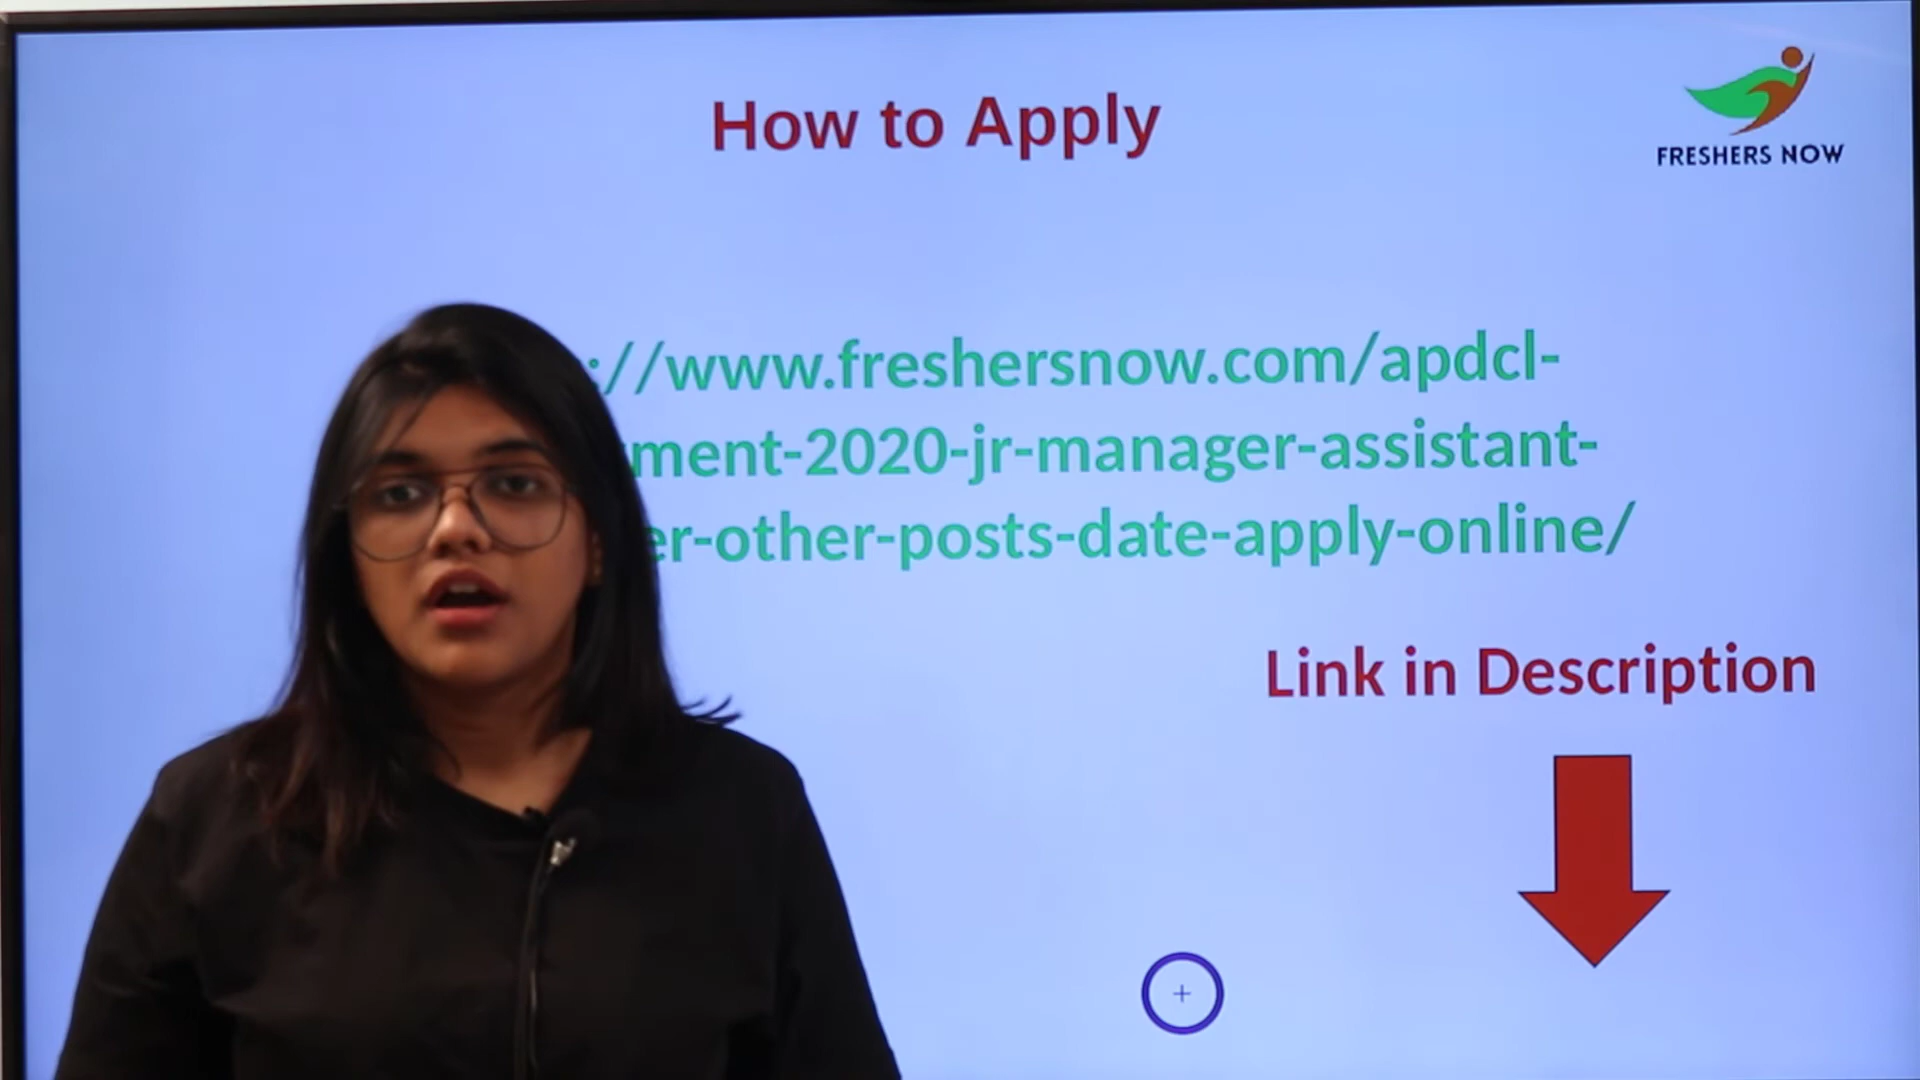 How to Apply
FRESHERS NOW
://www.freshersnow.com/apdcl-
ment-2020-jr-manager-assistant-
er-other-posts-date-apply-online/
Link in Description